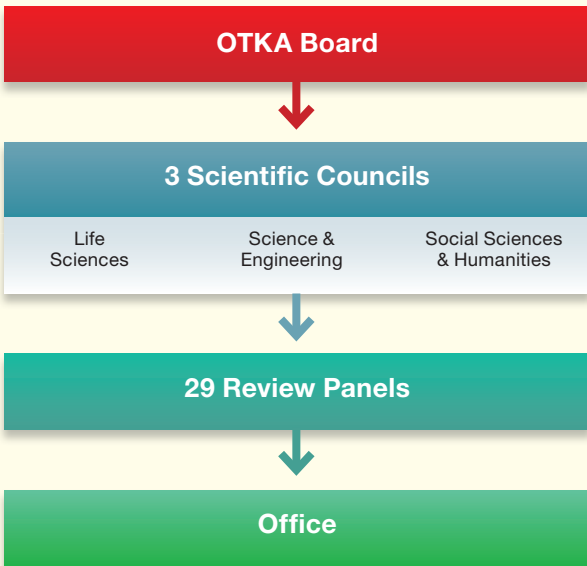 OTKA Board
3 Scientific Councils
Life
Sciences
Science &
Engineering
Social Sciences
& Humanities
29 Review Panels
Office